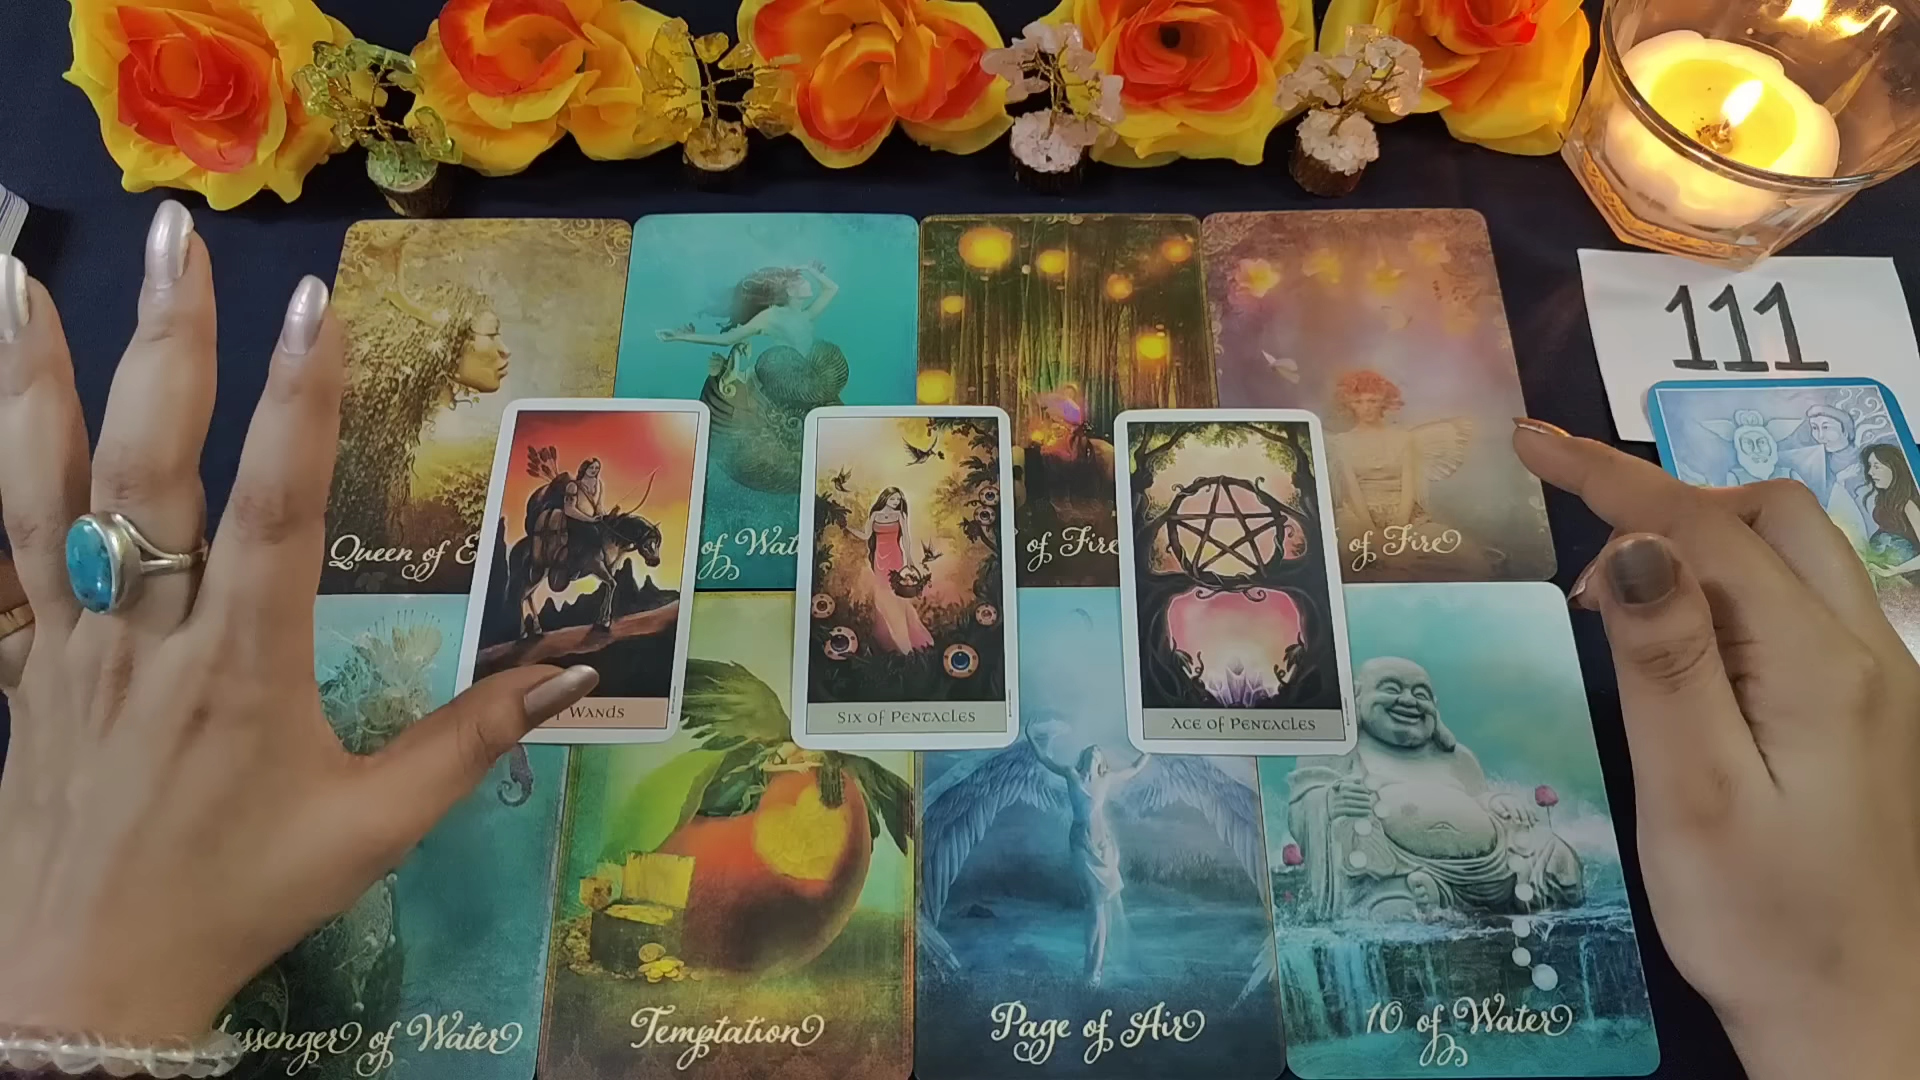 111
Queen of E
of Wat
of Fire
of Fire
Wands
Six of Pentacles
Ace of Pentacles
essenger of Water
Temptation
Page of Air
10 of Water